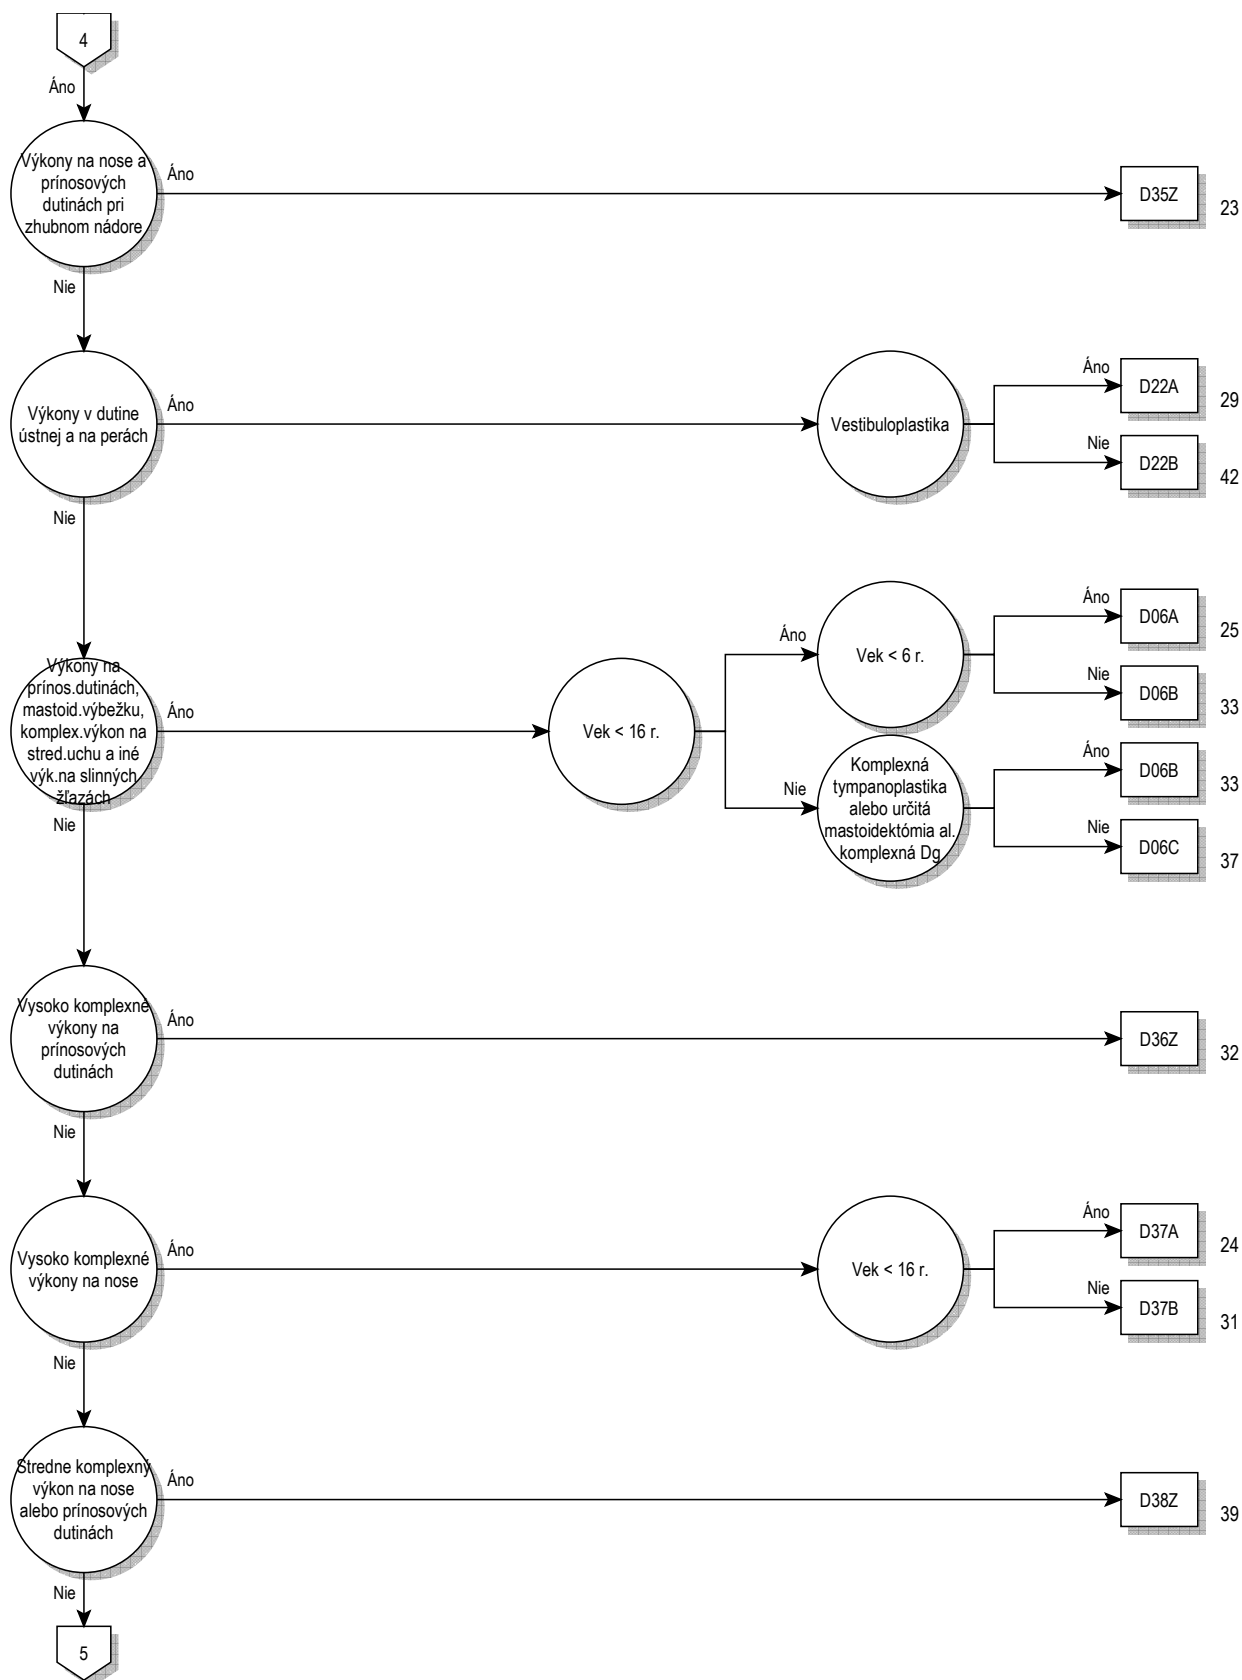 4
Áno
Výkony na nose a
prínosových
dutinách pri
zhubnom nádore
Áno
D35Z
23
Nie
Výkony v dutine
ústnej a na perách
Áno
Vestibuloplastika
Áno
D22A
29
Nie
D22B
42
Nie
Výkony na
prínos.dutinách,
mastoid.výbežku,
komplex.výkon na
stred.uchu a iné
výk.na slinných
žľazách
Áno
Vek < 16 r.
Áno
Vek < 6 r.
Áno
D06A
25
Nie
D06B
33
Nie
Komplexná
tympanoplastika
alebo určitá
mastoidektómia al.
komplexná Dg
Áno
D06B
33
Nie
D06C
37
Nie
Vysoko komplexné
výkony na
prínosových
dutinách
Áno
D36Z
32
Nie
Vysoko komplexné
výkony na nose
Áno
Vek < 16 r.
Áno
D37A
24
Nie
D37B
31
Nie
Stredne komplexný
výkon na nose
alebo prínosových
dutinách
Áno
D38Z
39
Nie
5